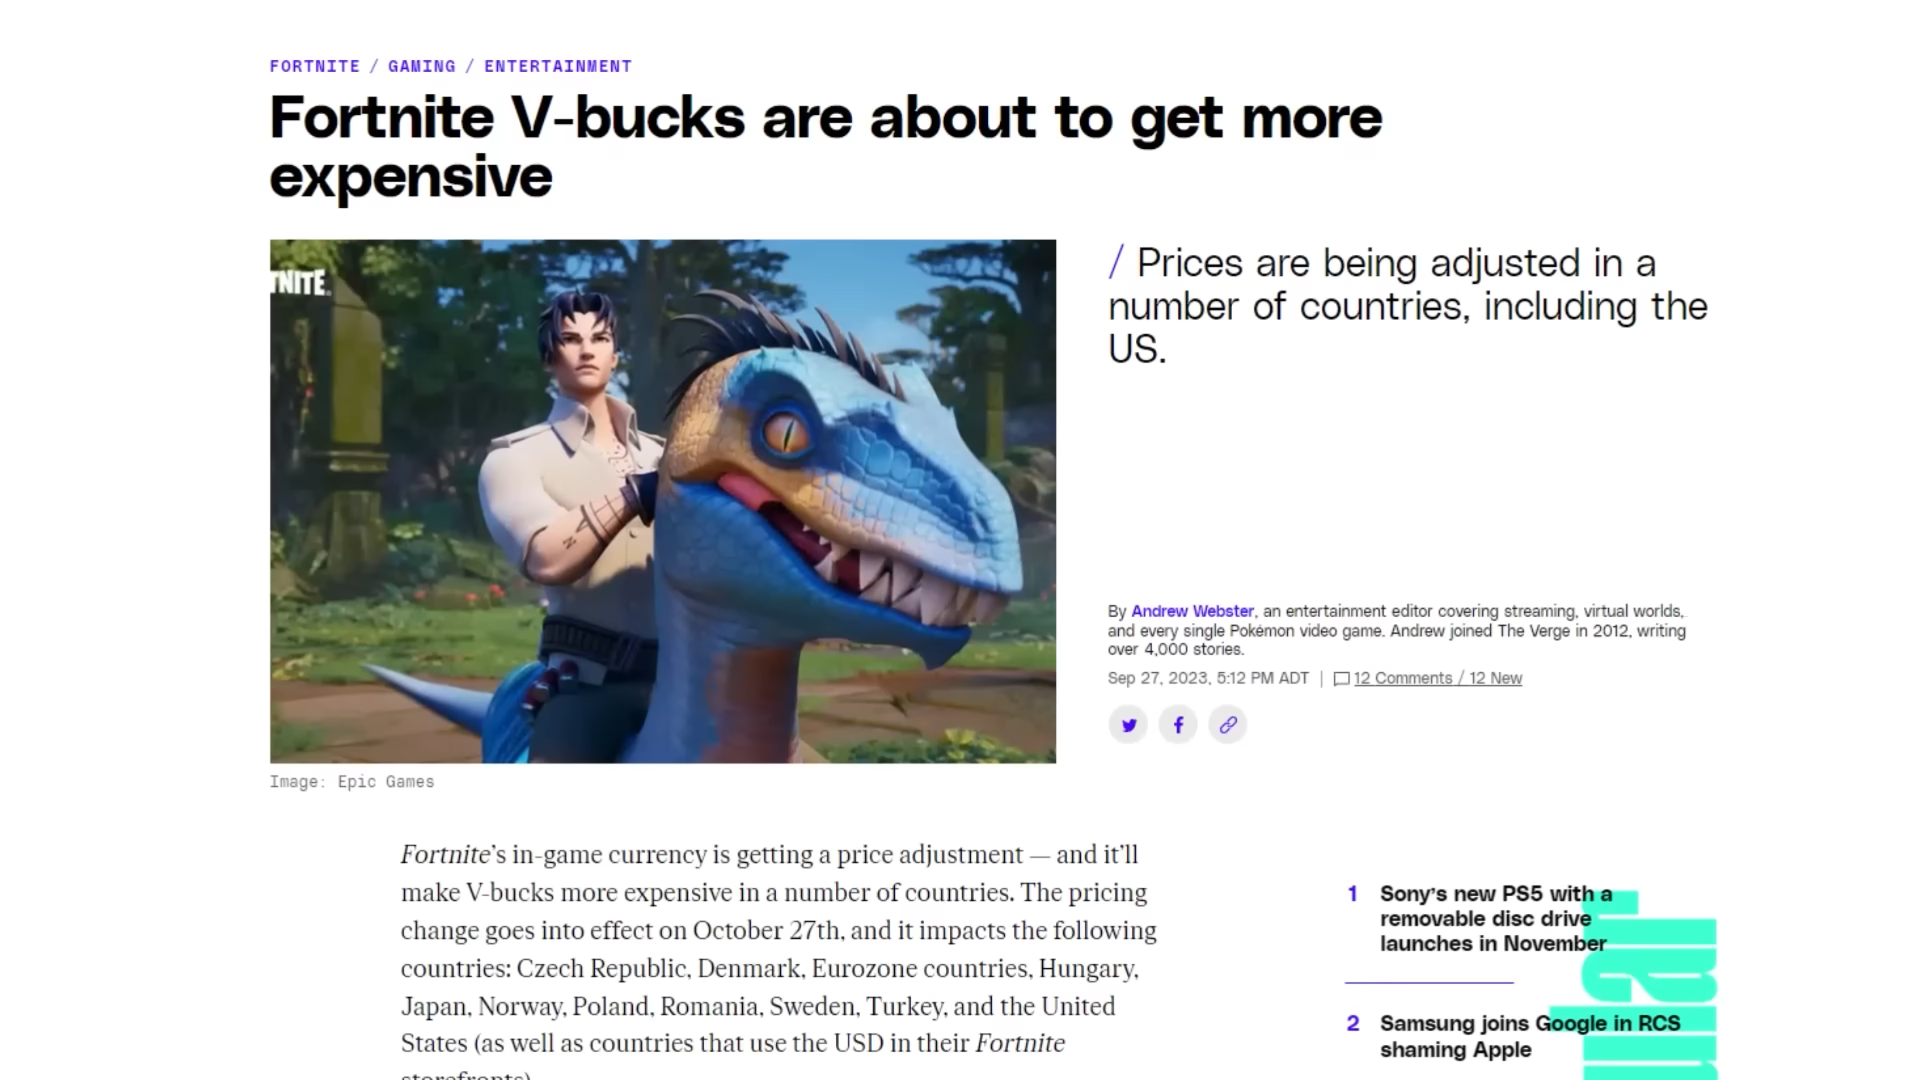 FORTNITE / GAMING / ENTERTAINMENT
Fortnite V-bucks are about to get more
expensive
TNITE.
/ Prices are being adjusted in a
number of countries, including the
US.
By Andrew Webster, an entertainment editor covering streaming, virtual worlds,
and every single Pokémon video game. Andrew joined The Verge in 2012, writing
over 4,000 stories.
Sep 27, 2023, 5:12 PM ADT | 12 Comments / 12 New
Image: Epic Games
Fortnite’s in-game currency is getting a price adjustment — and it’ll
make V-bucks more expensive in a number of countries. The pricing
change goes into effect on October 27th, and it impacts the following
countries: Czech Republic, Denmark, Eurozone countries, Hungary,
Japan, Norway, Poland, Romania, Sweden, Turkey, and the United
States (as well as countries that use the USD in their Fortnite
storefronts).
1 Sony’s new PS5 with a
removable disc drive
launches in November
2 Samsung joins Google in RCS
shaming Apple